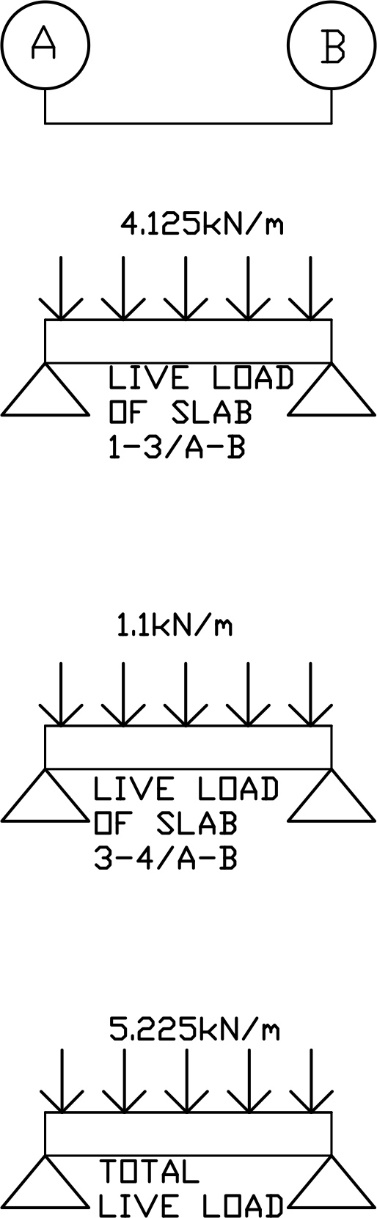 A B
4.125kN/m
LIVE LOAD
OF SLAB
1-3/A-B
1.1kN/m
LIVE LOAD
OF SLAB
3-4/A-B
5.225kN/m
TOTAL
LIVE LOAD